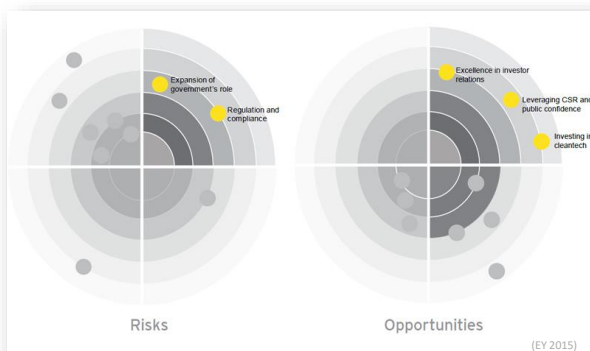 Expansion of
government's role
Regulation and
compliance
Excellence in investor
relations
Leveraging CSR and
public confidence
Investing in
cleantech
Risks
Opportunities
(EY 2015)